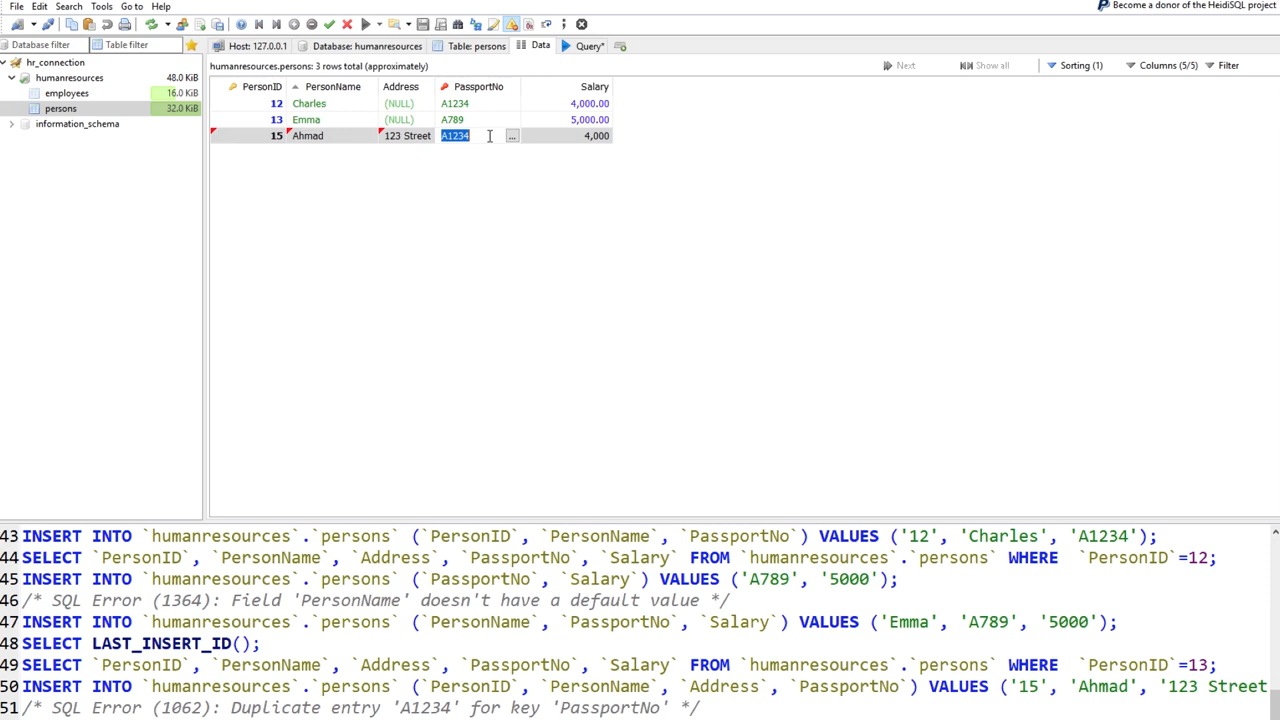 File Edit Search Tools Go to Help
Become a donor of the HeidiSQL project
Database filter Table filter Host: 127.0.0.1 Database: humanresources Table: persons Data Query*
hr_connection
humanresources 48.0 KiB
employees 16.0 KiB
persons 32.0 KiB
information_schema
humanresources.persons: 3 rows total (approximately) Next Show all Sorting (1) Columns (5/5) Filter
PersonID PersonName Address PassportNo Salary
12 Charles (NULL) A1234 4,000.00
13 Emma (NULL) A789 5,000.00
15 Ahmad 123 Street A1234 ... 4,000
43 INSERT INTO `humanresources`.`persons` (`PersonID`, `PersonName`, `PassportNo`) VALUES ('12', 'Charles', 'A1234');
44 SELECT `PersonID`, `PersonName`, `Address`, `PassportNo`, `Salary` FROM `humanresources`.`persons` WHERE `PersonID`=12;
45 INSERT INTO `humanresources`.`persons` (`PassportNo`, `Salary`) VALUES ('A789', '5000');
46 /* SQL Error (1364): Field 'PersonName' doesn't have a default value */
47 INSERT INTO `humanresources`.`persons` (`PersonName`, `PassportNo`, `Salary`) VALUES ('Emma', 'A789', '5000');
48 SELECT LAST_INSERT_ID();
49 SELECT `PersonID`, `PersonName`, `Address`, `PassportNo`, `Salary` FROM `humanresources`.`persons` WHERE `PersonID`=13;
50 INSERT INTO `humanresources`.`persons` (`PersonID`, `PersonName`, `Address`, `PassportNo`) VALUES ('15', 'Ahmad', '123 Street
51 /* SQL Error (1062): Duplicate entry 'A1234' for key 'PassportNo' */